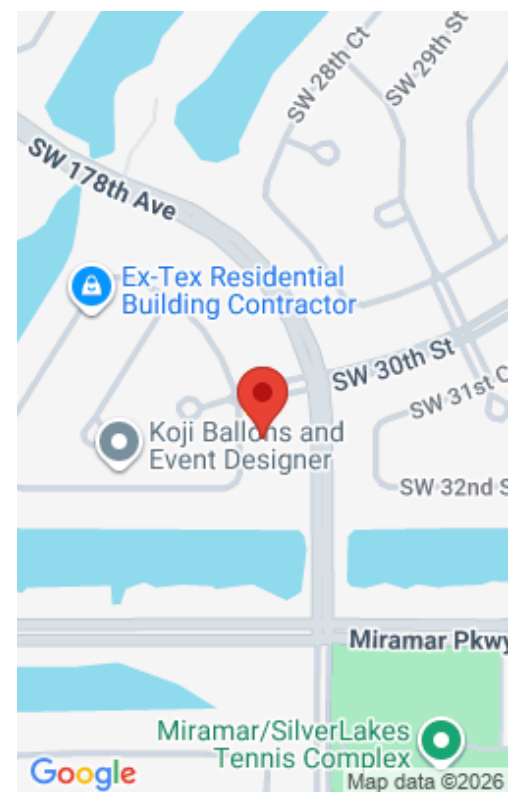 SW 28th Ct
SW 29th St
SW 178th Ave
Ex-Tex Residential
Building Contractor
SW 30th St
SW 31st C
Koji Ballons and
Event Designer
SW 32nd S
Miramar Pkwy
Miramar/SilverLakes
Tennis Complex
Google
Map data ©2026